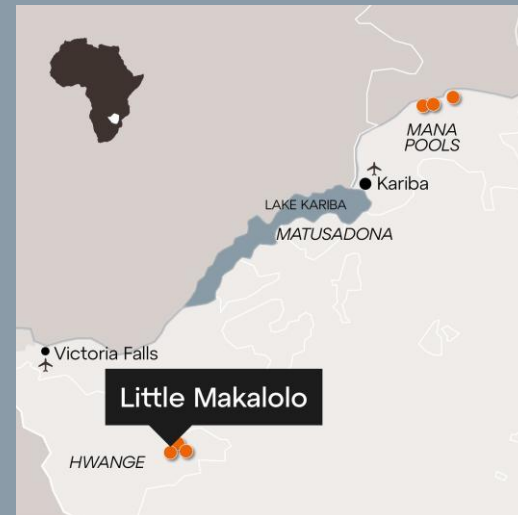 MANA
POOLS
Kariba
LAKE KARIBA
MATUSADONA
Victoria Falls
Little Makalolo
HWANGE